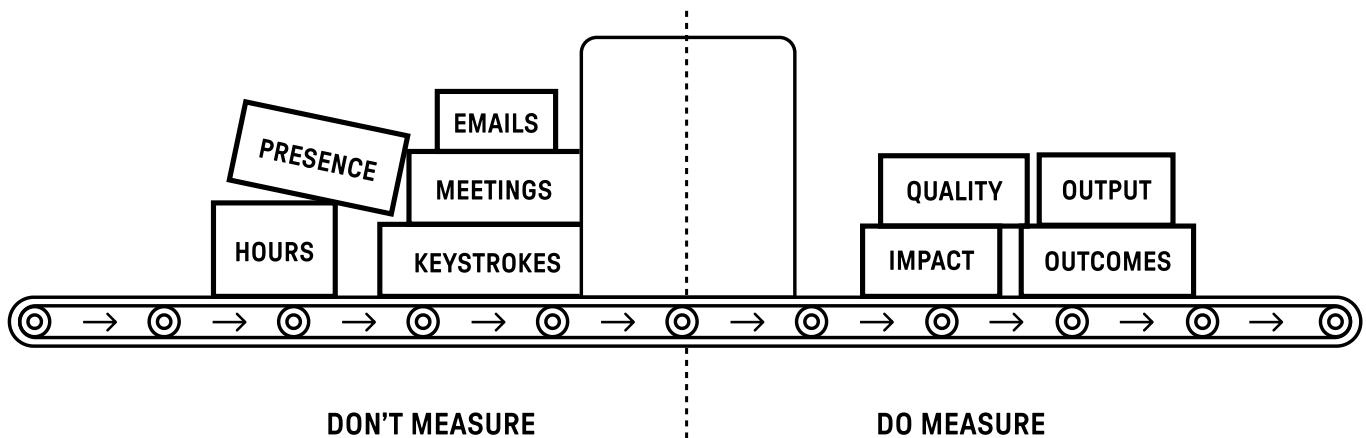 PRESENCE
HOURS
EMAILS
MEETINGS
KEYSTROKES
QUALITY
OUTPUT
IMPACT
OUTCOMES
DON'T MEASURE
DO MEASURE